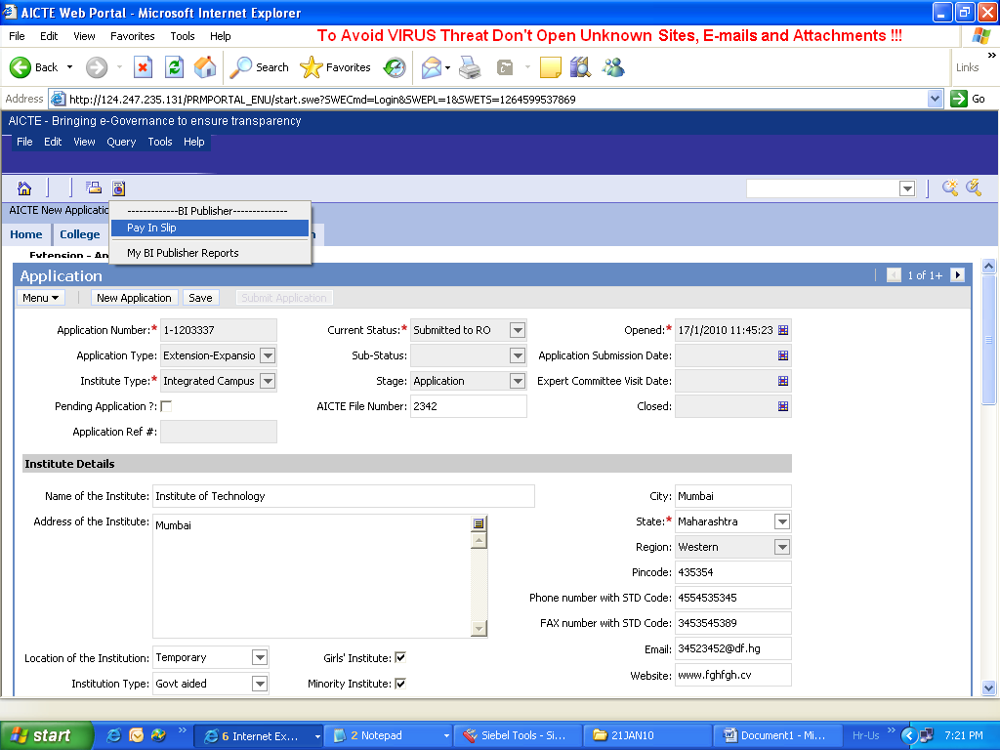 AICTE Web Portal - Microsoft Internet Explorer
File Edit View Favorites Tools Help
To Avoid VIRUS Threat Don't Open Unknown Sites, E-mails and Attachments !!!
Back Search Favorites Links »
Address http://124.247.235.131/PRMPORTAL_ENU/start.swe?SWECmd=Login&SWEPL=1&SWETS=1264599537869 Go
AICTE - Bringing e-Governance to ensure transparency
File Edit View Query Tools Help
AICTE New Applicatio
-------------BI Publisher--------------
Pay In Slip
My BI Publisher Reports
Home College
Extension - Ap
Application 1 of 1+
Menu New Application Save Submit Application
Application Number:* 1-1203337 Current Status:* Submitted to RO Opened:* 17/1/2010 11:45:23
Application Type: Extension-Expansio Sub-Status: Application Submission Date:
Institute Type:* Integrated Campus Stage: Application Expert Committee Visit Date:
Pending Application ?: AICTE File Number: 2342 Closed:
Application Ref #:
Institute Details
Name of the Institute: Institute of Technology City: Mumbai
Address of the Institute: Mumbai State:* Maharashtra
Region: Western
Pincode: 435354
Phone number with STD Code: 4554535345
FAX number with STD Code: 3453545389
Email: 34523452@df.hg
Location of the Institution: Temporary Girls' Institute:
Website: www.fghfgh.cv
Institution Type: Govt aided Minority Institute:
start » 6 Internet Ex... 2 Notepad Siebel Tools - Si... 21JAN10 Document1 - Mi... Hr-Us » 7:21 PM